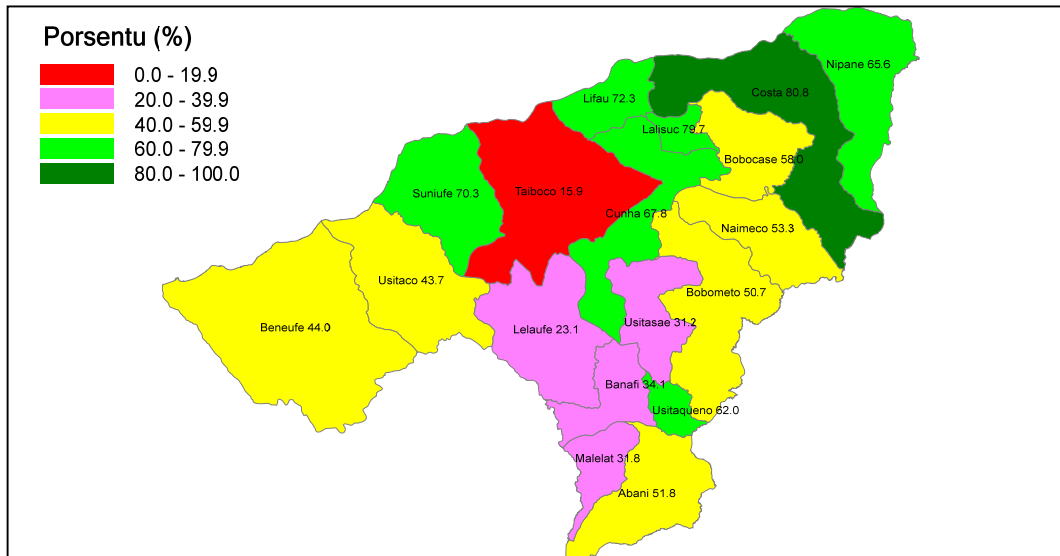 Porsentu (%)
0.0 - 19.9
20.0 - 39.9
40.0 - 59.9
60.0 - 79.9
80.0 - 100.0
Nipane 65.6
Costa 80.8
Lifau 72.3
Lalisuc 79.7
Bobocase 58.0
Suniufe 70.3
Taiboco 15.9
Cunha 67.8
Naimeco 53.3
Usitaco 43.7
Bobometo 50.7
Beneufe 44.0
Lelaufe 23.1
Usitasae 31.2
Banafi 34.1
Usitaqueno 62.0
Malelat 31.8
Abani 51.8